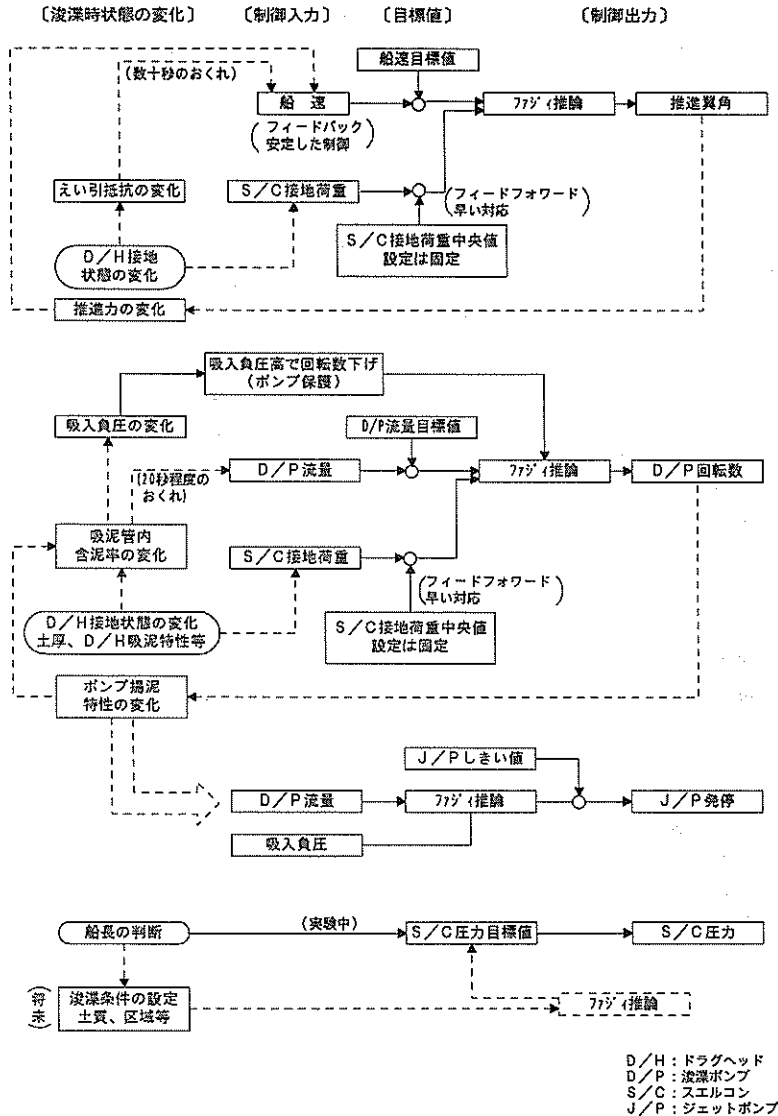 〔浚渫時状態の変化〕 〔制御入力〕 〔目標値〕 〔制御出力〕
船速目標値
(数十秒のおくれ)
船 速
ファジィ推論
推進翼角
(フィードバック
安定した制御)
えい引抵抗の変化
S/C接地荷重
(フィードフォワード
早い対応)
D/H接地
状態の変化
S/C接地荷重中央値
設定は固定
推進力の変化
吸入負圧高で回転数下げ
(ポンプ保護)
吸入負圧の変化
D/P流量目標値
(20秒程度の
おくれ)
D/P流量
ファジィ推論
D/P回転数
吸泥管内
含泥率の変化
S/C接地荷重
(フィードフォワード
早い対応)
D/H接地状態の変化
土厚、D/H吸泥特性等
S/C接地荷重中央値
設定は固定
ポンプ揚泥
特性の変化
J/Pしきい値
D/P流量
ファジィ推論
J/P発停
吸入負圧
船長の判断
(実験中)
S/C圧力目標値
S/C圧力
(将来)
浚渫条件の設定
土質、区域等
ファジィ推論
D/H:ドラグヘッド
D/P:浚渫ポンプ
S/C:スエルコン
J/P:ジェットポンプ